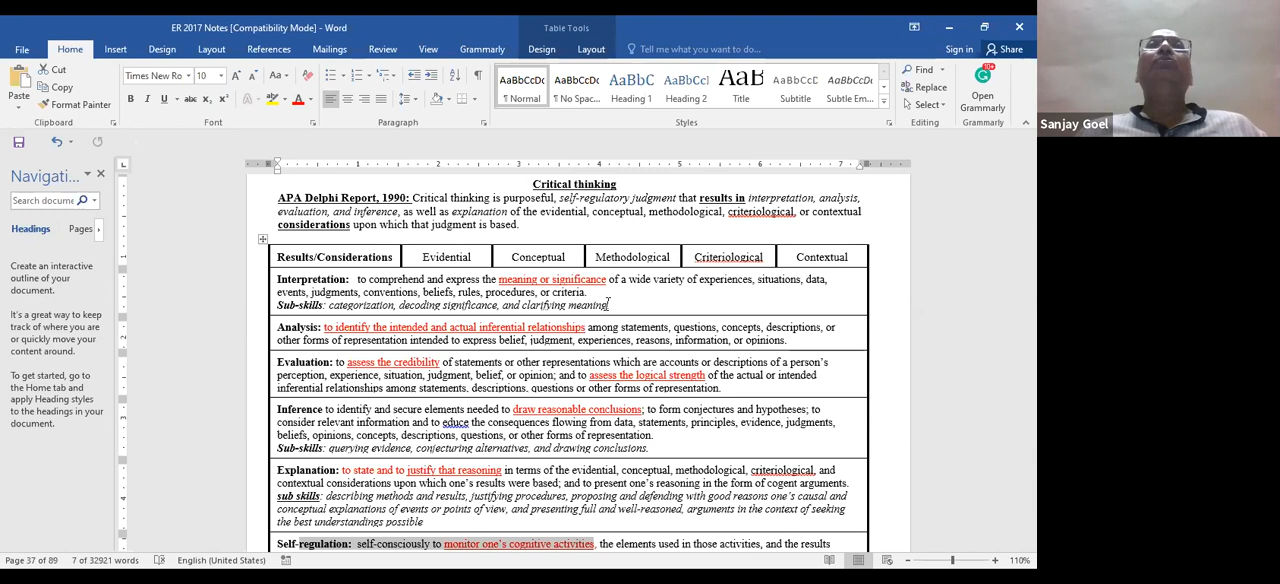 ER 2017 Notes [Compatibility Mode] - Word
Table Tools
File Home Insert Design Layout References Mailings Review View Grammarly Design Layout Tell me what you want to do... Sign in Share
Paste
Cut
Copy
Format Painter
Clipboard
Times New Ro 10
Aa
B I U abc x₂ x²
A A
Font
Paragraph
AaBbCcDc AaBbCcDc AaBbC AaBbCc AaB AaBbCcD AaBbCcDc
¶ Normal ¶ No Spac... Heading 1 Heading 2 Title Subtitle Subtle Em...
Styles
Find
Replace
Select
Editing
10+
Open
Grammarly
Grammarly
Sanjay Goel
Navigati...
Search docume
Headings Pages
Create an interactive
outline of your
document.
It's a great way to keep
track of where you are
or quickly move your
content around.
To get started, go to
the Home tab and
apply Heading styles to
the headings in your
document.
1 2 3 4 5 6 7
Critical thinking
APA Delphi Report, 1990: Critical thinking is purposeful, self-regulatory judgment that results in interpretation, analysis,
evaluation, and inference, as well as explanation of the evidential, conceptual, methodological, criteriological, or contextual
considerations upon which that judgment is based.
Results/Considerations Evidential Conceptual Methodological Criteriological Contextual
Interpretation: to comprehend and express the meaning or significance of a wide variety of experiences, situations, data,
events, judgments, conventions, beliefs, rules, procedures, or criteria.
Sub-skills: categorization, decoding significance, and clarifying meaning
Analysis: to identify the intended and actual inferential relationships among statements, questions, concepts, descriptions, or
other forms of representation intended to express belief, judgment, experiences, reasons, information, or opinions.
Evaluation: to assess the credibility of statements or other representations which are accounts or descriptions of a person's
perception, experience, situation, judgment, belief, or opinion; and to assess the logical strength of the actual or intended
inferential relationships among statements, descriptions, questions or other forms of representation.
Inference to identify and secure elements needed to draw reasonable conclusions; to form conjectures and hypotheses; to
consider relevant information and to educe the consequences flowing from data, statements, principles, evidence, judgments,
beliefs, opinions, concepts, descriptions, questions, or other forms of representation.
Sub-skills: querying evidence, conjecturing alternatives, and drawing conclusions.
Explanation: to state and to justify that reasoning in terms of the evidential, conceptual, methodological, criteriological, and
contextual considerations upon which one's results were based; and to present one's reasoning in the form of cogent arguments.
sub skills: describing methods and results, justifying procedures, proposing and defending with good reasons one's causal and
conceptual explanations of events or points of view, and presenting full and well-reasoned, arguments in the context of seeking
the best understandings possible
Self-regulation: self-consciously to monitor one's cognitive activities, the elements used in those activities, and the results
Page 37 of 89 7 of 32921 words English (United States) 110%